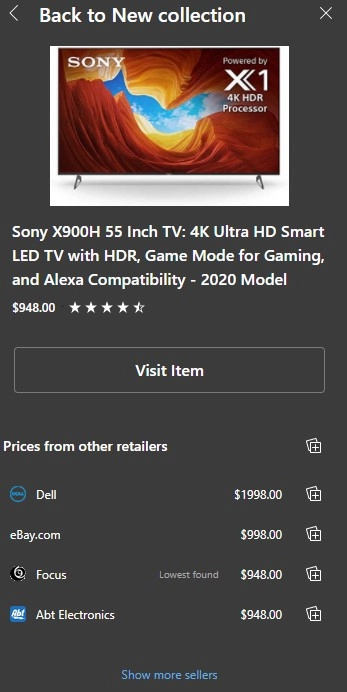 Back to New collection
SONY
Powered by
X1
4K HDR
Processor
Sony X900H 55 Inch TV: 4K Ultra HD Smart
LED TV with HDR, Game Mode for Gaming,
and Alexa Compatibility - 2020 Model
$948.00
Visit Item
Prices from other retailers
DELL Dell $1998.00
eBay.com $998.00
Focus Lowest found $948.00
Abt Abt Electronics $948.00
Show more sellers